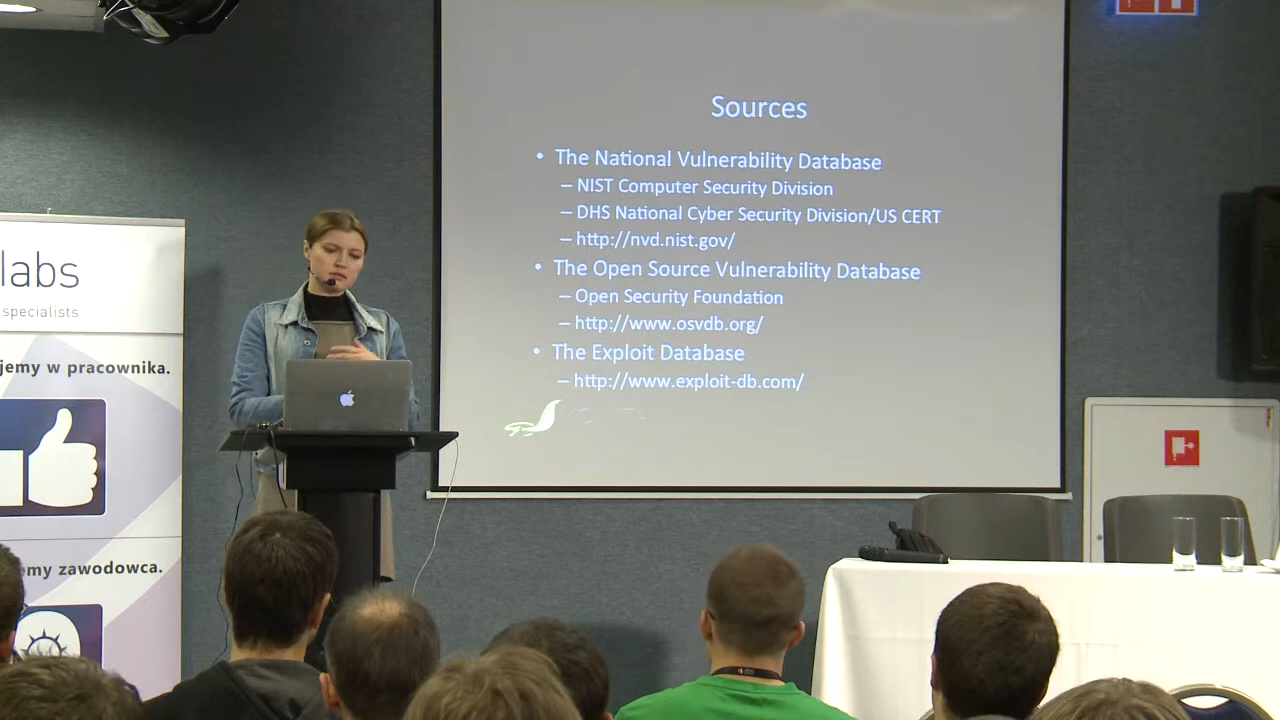 Sources
• The National Vulnerability Database
– NIST Computer Security Division
– DHS National Cyber Security Division/US CERT
– http://nvd.nist.gov/
• The Open Source Vulnerability Database
– Open Security Foundation
– http://www.osvdb.org/
• The Exploit Database
– http://www.exploit-db.com/
labs
specialists
jemy w pracownika.
emy zawodowca.